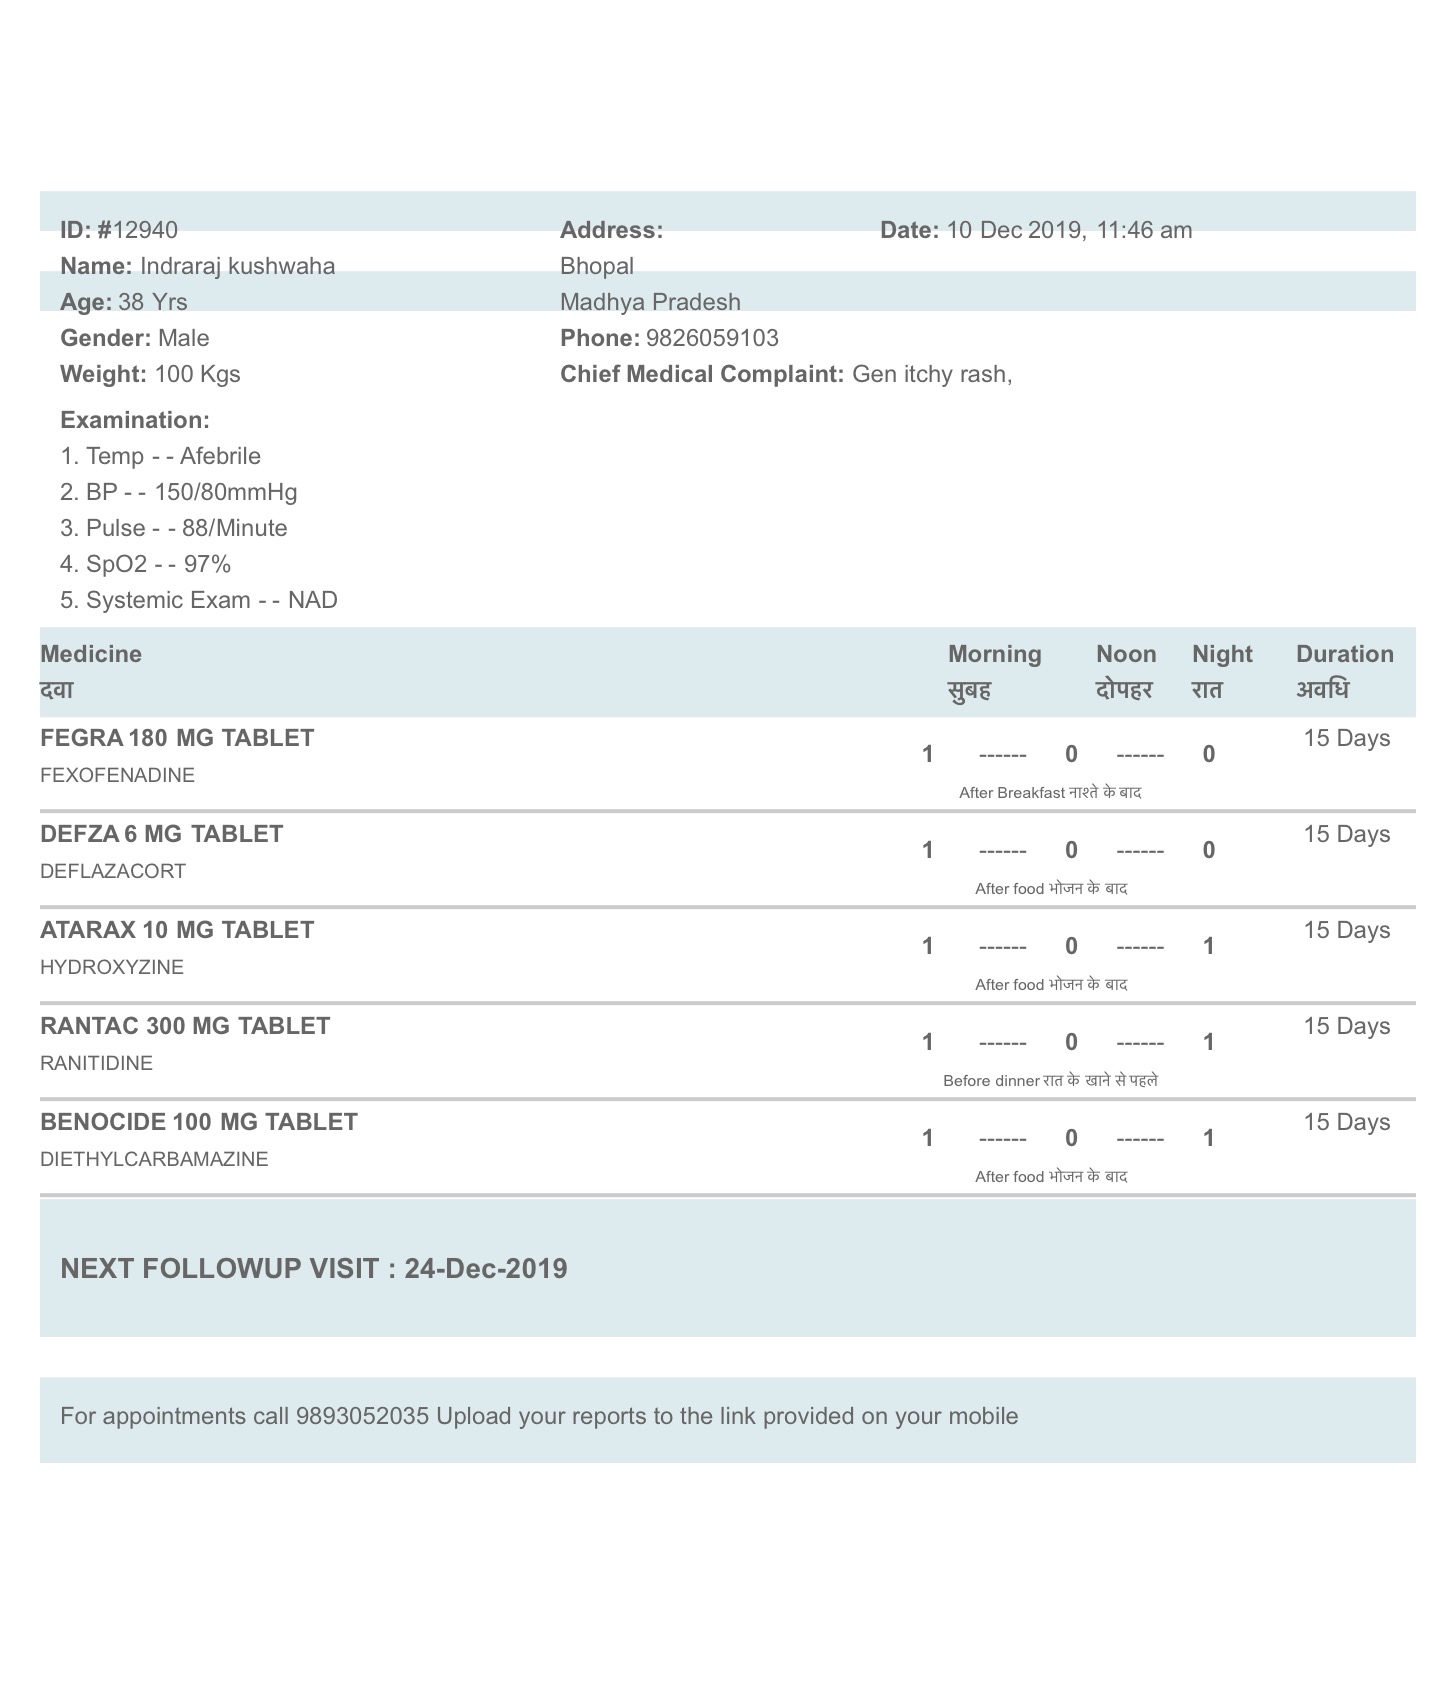 ID: #12940
Name: Indraraj kushwaha
Age: 38 Yrs
Gender: Male
Weight: 100 Kgs
Address:
Bhopal
Madhya Pradesh
Phone: 9826059103
Chief Medical Complaint: Gen itchy rash,
Date: 10 Dec 2019, 11:46 am
Examination:
1. Temp - - Afebrile
2. BP - - 150/80mmHg
3. Pulse - - 88/Minute
4. SpO2 - - 97%
5. Systemic Exam - - NAD
Medicine Morning Noon Night Duration
दवा सुबह दोपहर रात अवधि
FEGRA 180 MG TABLET 15 Days
1 ------ 0 ------ 0
FEXOFENADINE
After Breakfast नाश्ते के बाद
DEFZA 6 MG TABLET 15 Days
1 ------ 0 ------ 0
DEFLAZACORT
After food भोजन के बाद
ATARAX 10 MG TABLET 15 Days
1 ------ 0 ------ 1
HYDROXYZINE
After food भोजन के बाद
RANTAC 300 MG TABLET 15 Days
1 ------ 0 ------ 1
RANITIDINE
Before dinner रात के खाने से पहले
BENOCIDE 100 MG TABLET 15 Days
1 ------ 0 ------ 1
DIETHYLCARBAMAZINE
After food भोजन के बाद
NEXT FOLLOWUP VISIT : 24-Dec-2019
For appointments call 9893052035 Upload your reports to the link provided on your mobile